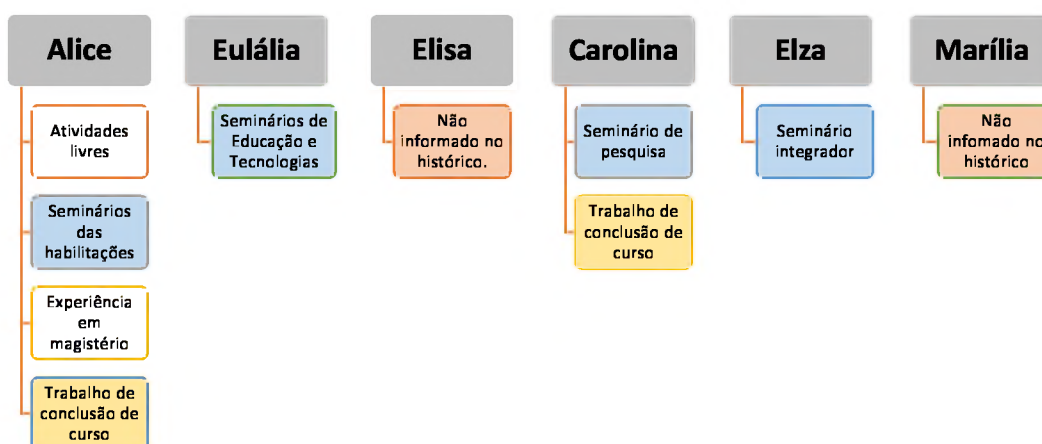 Alice
Atividades
livres
Seminários
das
habilitações
Experiência
em
magistério
Trabalho de
conclusão de
curso
Eulália
Seminários de
Educação e
Tecnologias
Elisa
Não
informado no
histórico.
Carolina
Seminário de
pesquisa
Trabalho de
conclusão de
curso
Elza
Seminário
integrador
Marília
Não
infomado no
histórico